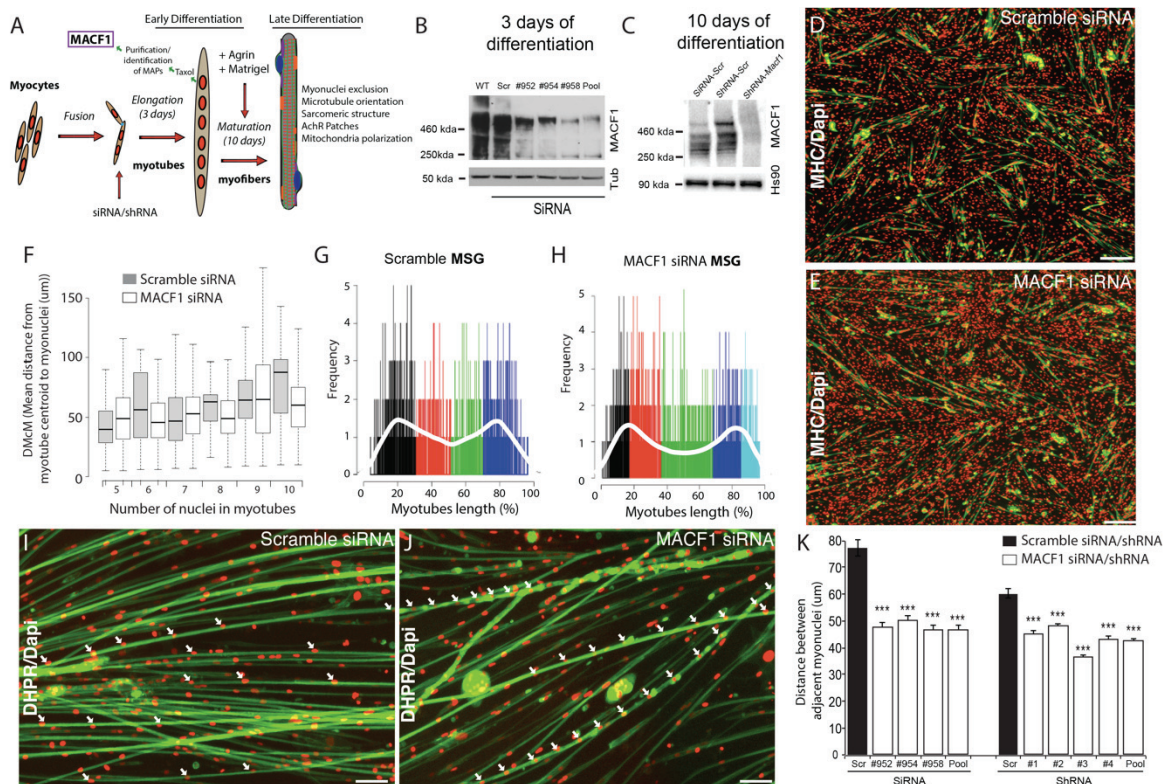 A
Early Differentiation
Late Differentiation
MACF1
Purification/
identification
of MAPs
Taxol
+ Agrin
+ Matrigel
Myocytes
Fusion
Elongation
(3 days)
Maturation
(10 days)
myotubes
myofibers
siRNA/shRNA
Myonuclei exclusion
Microtubule orientation
Sarcomeric structure
AchR Patches
Mitochondria polarization
B
3 days of
differentiation
WT Scr #952 #954 #958 Pool
460 kda
250kda
50 kda
MACF1
Tub
SiRNA
C
10 days of
differentiation
SiRNA-Scr
ShRNA-Scr
ShRNA-Macf1
460 kda
250 kda
90 kda
MACF1
Hs90
D
Scramble siRNA
MHC/Dapi
E
MACF1 siRNA
MHC/Dapi
F
Scramble siRNA
MACF1 siRNA
DMcM (Mean distance from
myotube centroid to myonuclei (um))
150
100
50
0
5 6 7 8 9 10
Number of nuclei in myotubes
G
Scramble MSG
Frequency
5
4
3
2
1
0
0 20 40 60 80 100
Myotubes length (%)
H
MACF1 siRNA MSG
Frequency
5
4
3
2
1
0
0 20 40 60 80 100
Myotubes length (%)
I
Scramble siRNA
DHPR/Dapi
J
MACF1 siRNA
DHPR/Dapi
K
Scramble siRNA/shRNA
MACF1 siRNA/shRNA
Distance beetween
adjacent myonuclei (um)
80
70
60
50
40
30
20
10
0
*** *** *** ***
*** *** *** *** ***
Scr #952 #954 #958 Pool
SiRNA
Scr #1 #2 #3 #4 Pool
ShRNA